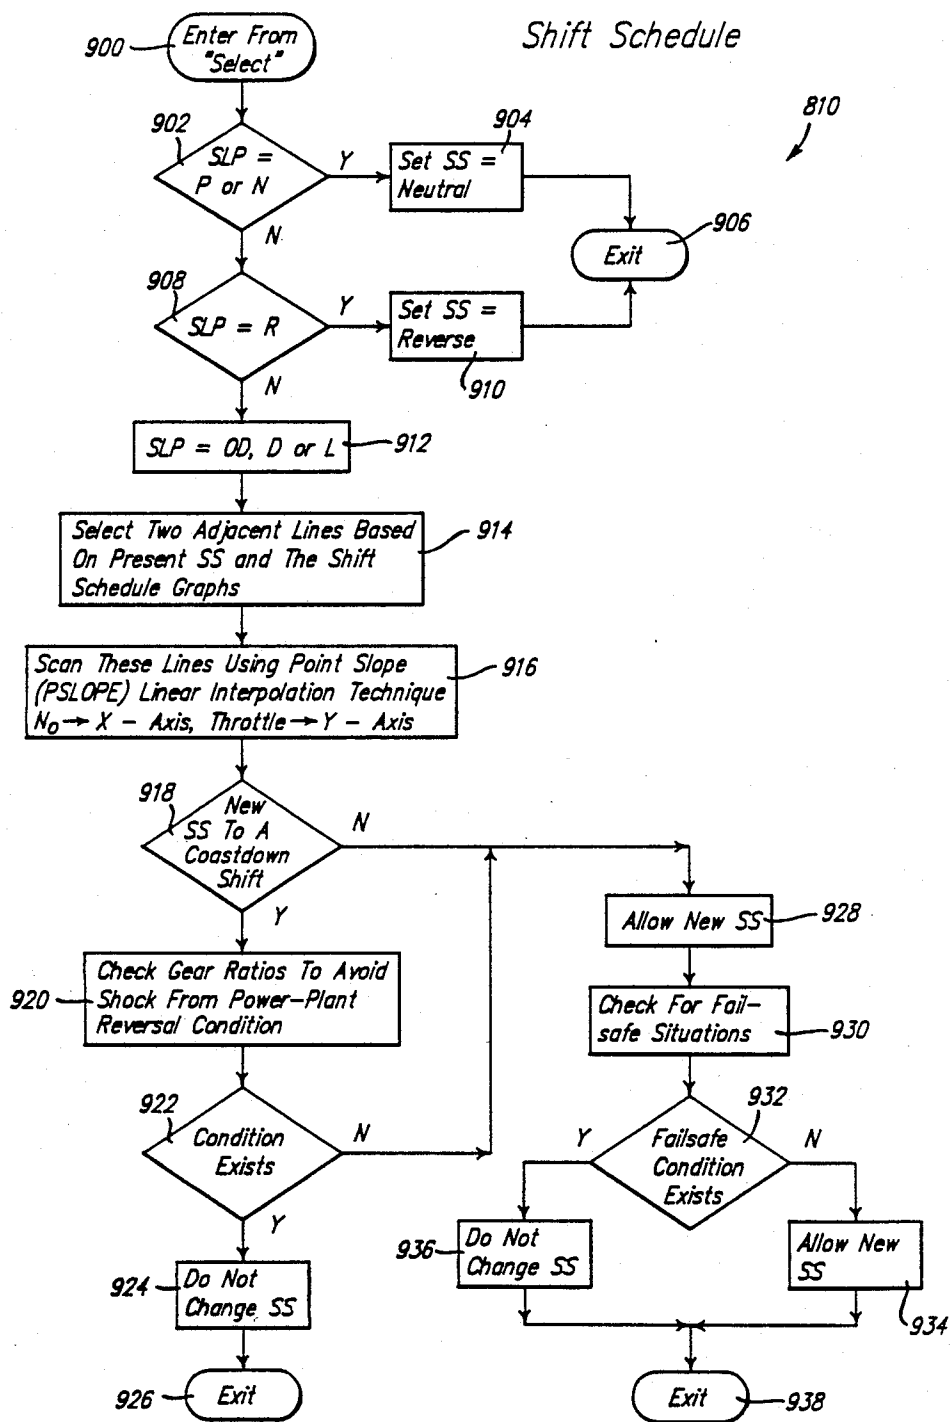 Shift Schedule
810
900
Enter From
"Select"
902
SLP =
P or N
Y
N
904
Set SS =
Neutral
906
Exit
908
SLP = R
Y
N
Set SS =
Reverse
910
SLP = OD, D or L
912
Select Two Adjacent Lines Based
On Present SS and The Shift
Schedule Graphs
914
Scan These Lines Using Point Slope
(PSLOPE) Linear Interpolation Technique
No → X - Axis, Throttle → Y - Axis
916
918
New
SS To A
Coastdown
Shift
N
Y
920
Check Gear Ratios To Avoid
Shock From Power-Plant
Reversal Condition
922
Condition
Exists
N
Y
924
Do Not
Change SS
926
Exit
Allow New SS
928
Check For Fail-
safe Situations
930
932
Failsafe
Condition
Exists
Y
N
936
Do Not
Change SS
Allow New
SS
934
Exit
938